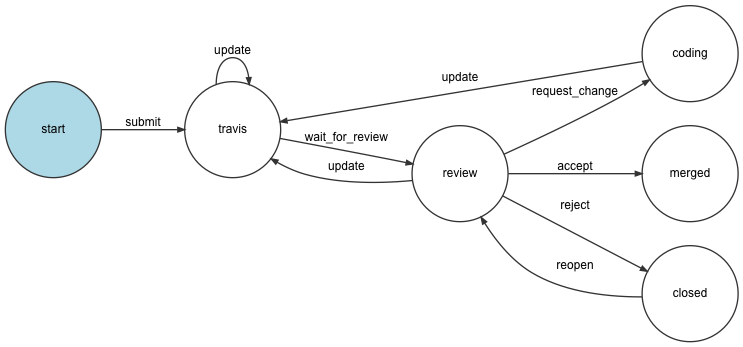 update
start
submit
travis
wait_for_review
update
review
update
request_change
coding
accept
merged
reject
reopen
closed